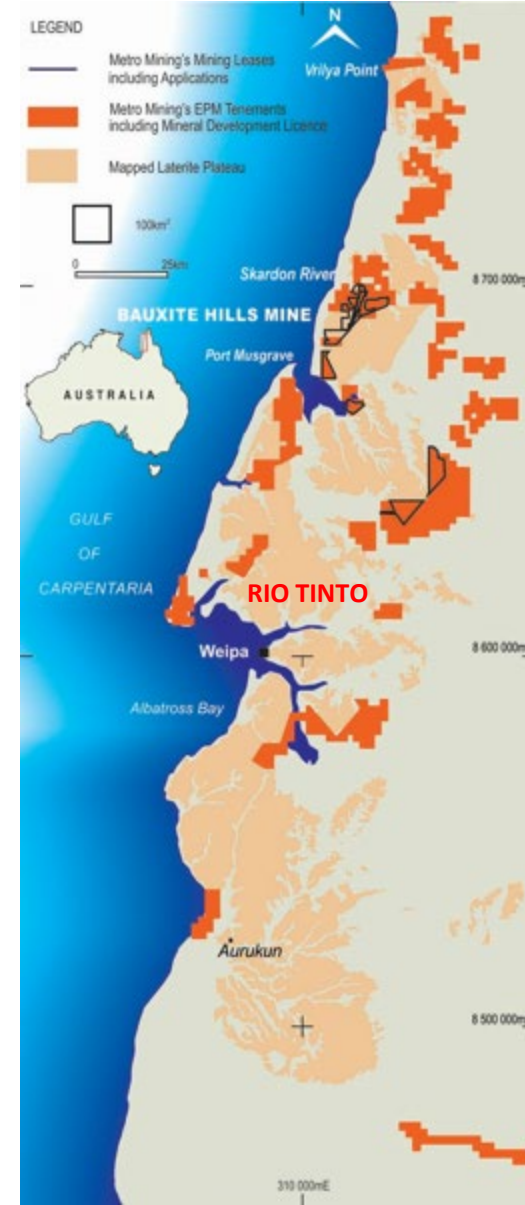 LEGEND
Metro Mining's Mining Leases
including Applications
Metro Mining's EPM Tenements
including Mineral Development Licence
Mapped Laterite Plateau
100km²
0 25km
N
Vrilya Point
Skardon River
8 700 000m
BAUXITE HILLS MINE
Port Musgrave
AUSTRALIA
GULF
OF
CARPENTARIA
RIO TINTO
Weipa
8 600 000m
Albatross Bay
Aurukun
8 500 000m
310 000mE